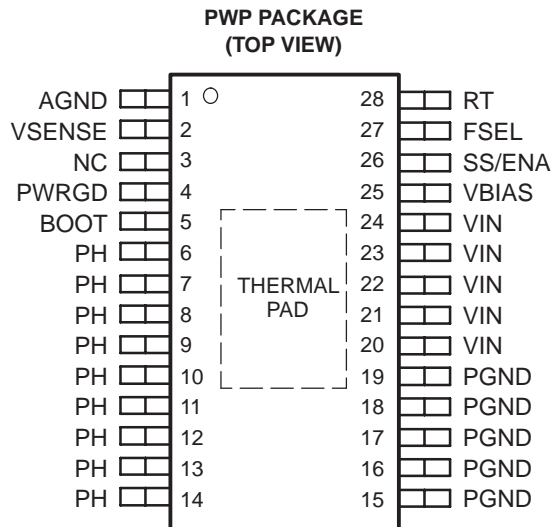 PWP PACKAGE
(TOP VIEW)
AGND 1 28 RT
VSENSE 2 27 FSEL
NC 3 26 SS/ENA
PWRGD 4 25 VBIAS
BOOT 5 24 VIN
PH 6 23 VIN
PH 7 22 VIN
PH 8 21 VIN
PH 9 20 VIN
PH 10 19 PGND
PH 11 18 PGND
PH 12 17 PGND
PH 13 16 PGND
PH 14 15 PGND
THERMAL
PAD